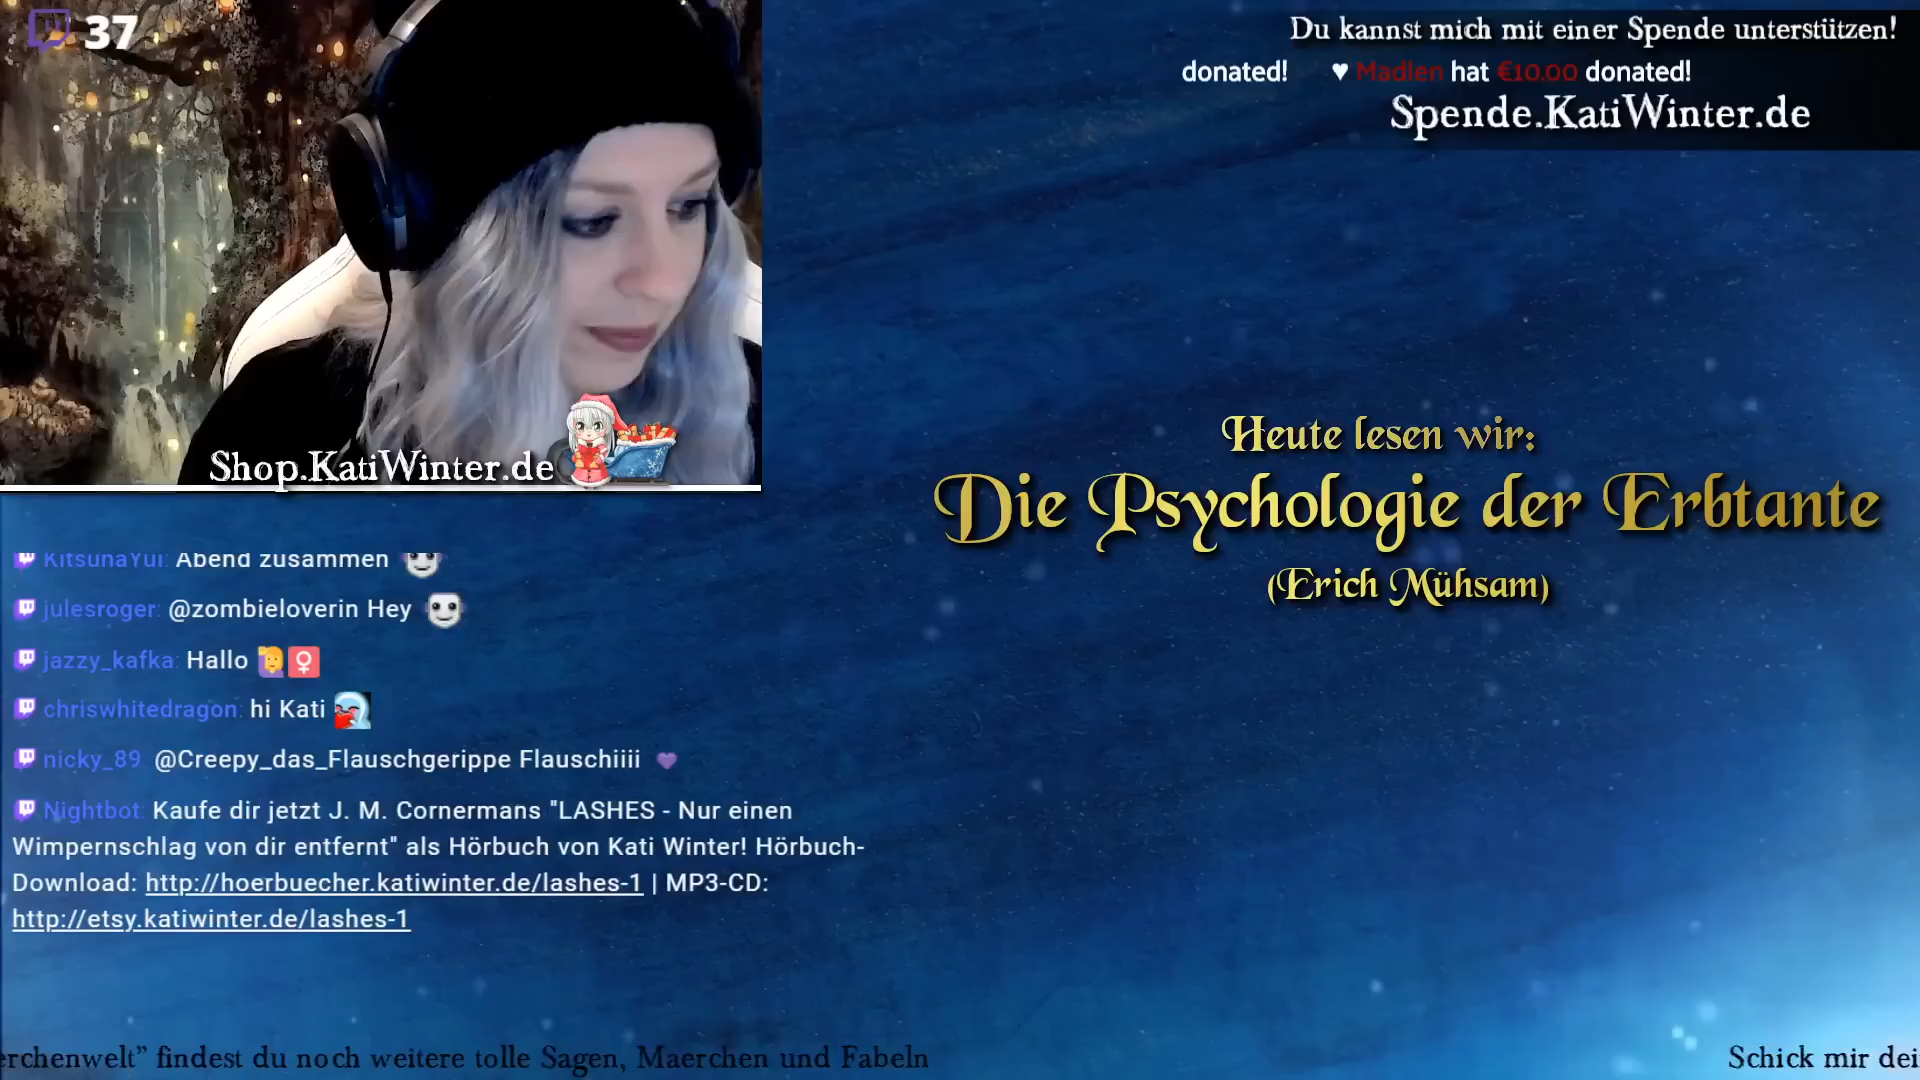 37
Du kannst mich mit einer Spende unterstützen!
donated! ♥ Madlen hat €10.00 donated!
Spende.KatiWinter.de
Shop.KatiWinter.de
Heute lesen wir:
Die Psychologie der Erbtante
(Erich Mühsam)
KitsunaYui: Abend zusammen
julesroger: @zombieloverin Hey
jazzy_kafka: Hallo
chriswhitedragon: hi Kati
nicky_89 @Creepy_das_Flauschgerippe Flauschiiii 💜
Nightbot: Kaufe dir jetzt J. M. Cornermans "LASHES - Nur einen
Wimpernschlag von dir entfernt" als Hörbuch von Kati Winter! Hörbuch-
Download: http://hoerbuecher.katiwinter.de/lashes-1 | MP3-CD:
http://etsy.katiwinter.de/lashes-1
erchenwelt" findest du noch weitere tolle Sagen, Maerchen und Fabeln
Schick mir dei